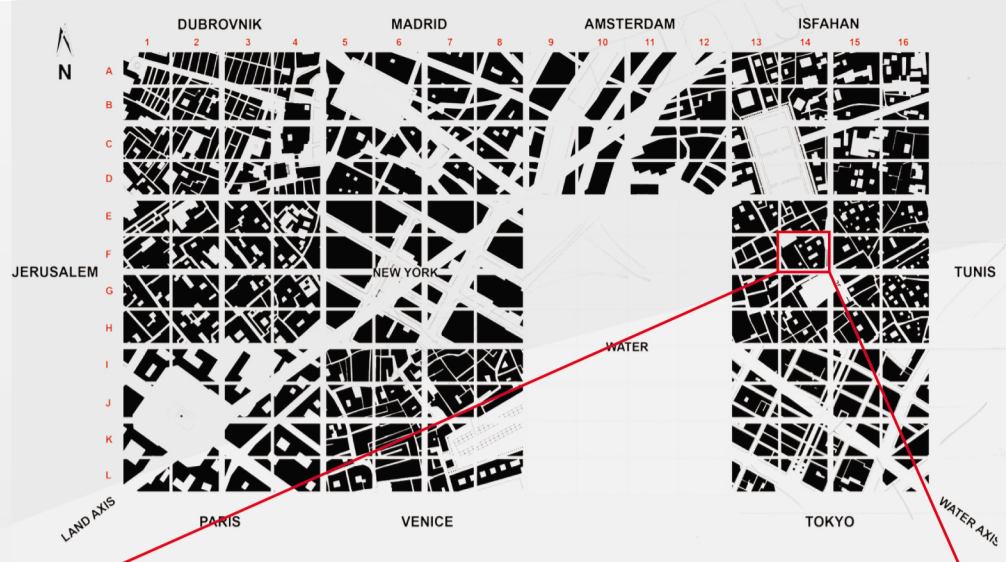 DUBROVNIK MADRID AMSTERDAM ISFAHAN
1 2 3 4 5 6 7 8 9 10 11 12 13 14 15 16
N
A
B
C
D
E
F
JERUSALEM NEW YORK TUNIS
G
H
WATER
I
J
K
L
LAND AXIS
WATER AXIS
PARIS VENICE TOKYO